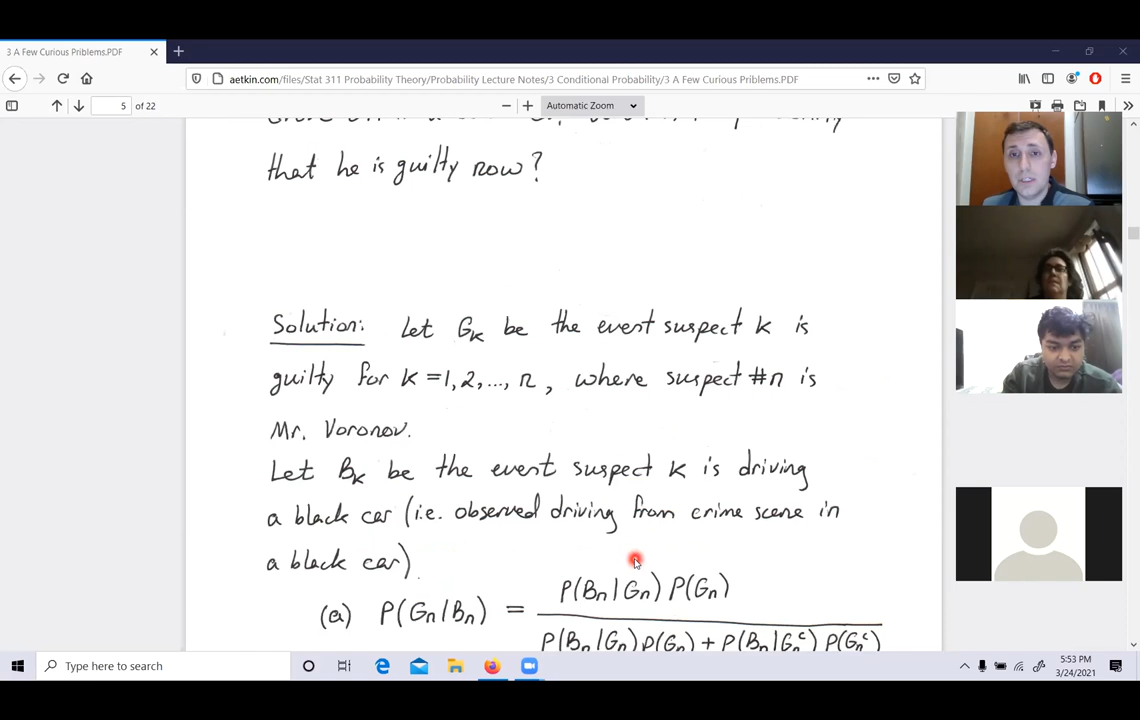 3 A Few Curious Priblems.PDF
aetkin.com/files/Stat 311 Probability Theory/Probability Lecture Notes/3 Conditional Probability/3 A Few Curious Priblems.PDF
5 of 22
Automatic Zoom
that he is guilty now?
Solution: Let Gk be the event suspect k is
guilty for k=1,2,...,n, where suspect #n is
Mr. Voronov.
Let Bk be the event suspect k is driving
a black car (i.e. observed driving from crime scene in
a black car).
(a) P(Gn|Bn) = P(Bn|Gn) P(Gn)
P(Bn|Gn) P(Gn) + P(Bn|Gnᶜ) P(Gnᶜ)
Type here to search
5:53 PM
3/24/2021